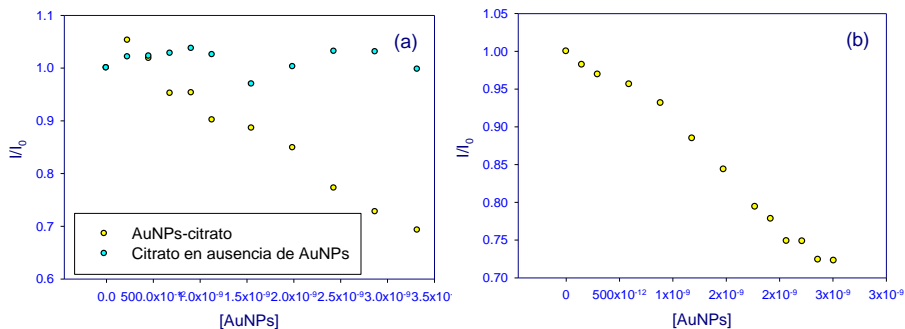 1.1
1.0
0.9
0.8
0.7
0.6
I/I0
(a)
AuNPs-citrato
Citrato en ausencia de AuNPs
0.0
1.0x10-9
1.5x10-9
2.0x10-9
2.5x10-9
3.0x10-9
[AuNPs]
1.05
1.00
0.95
0.90
0.85
0.80
0.75
0.70
I/I0
(b)
0 500x10-12 1x10-9 2x10-9 2x10-9 3x10-9 3x10-9
[AuNPs]